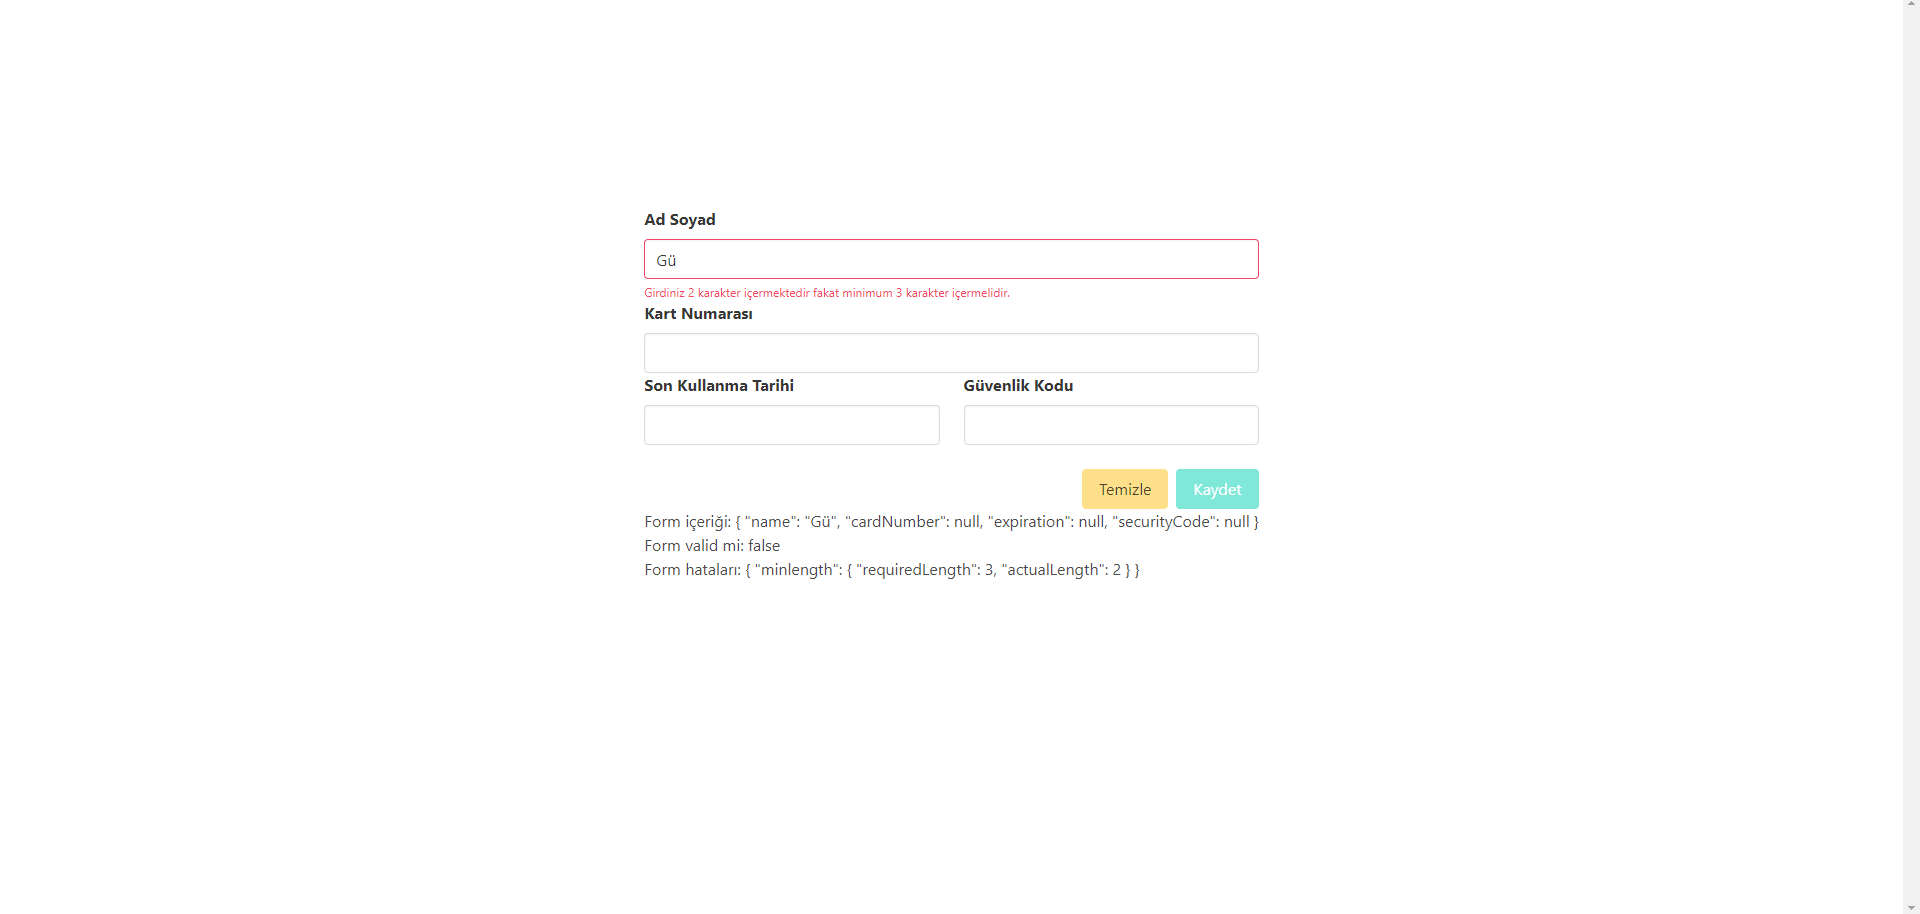 Ad Soyad
Gü
Girdiniz 2 karakter içermektedir fakat minimum 3 karakter içermelidir.
Kart Numarası
Son Kullanma Tarihi Güvenlik Kodu
Temizle Kaydet
Form içeriği: { "name": "Gü", "cardNumber": null, "expiration": null, "securityCode": null }
Form valid mi: false
Form hataları: { "minlength": { "requiredLength": 3, "actualLength": 2 } }